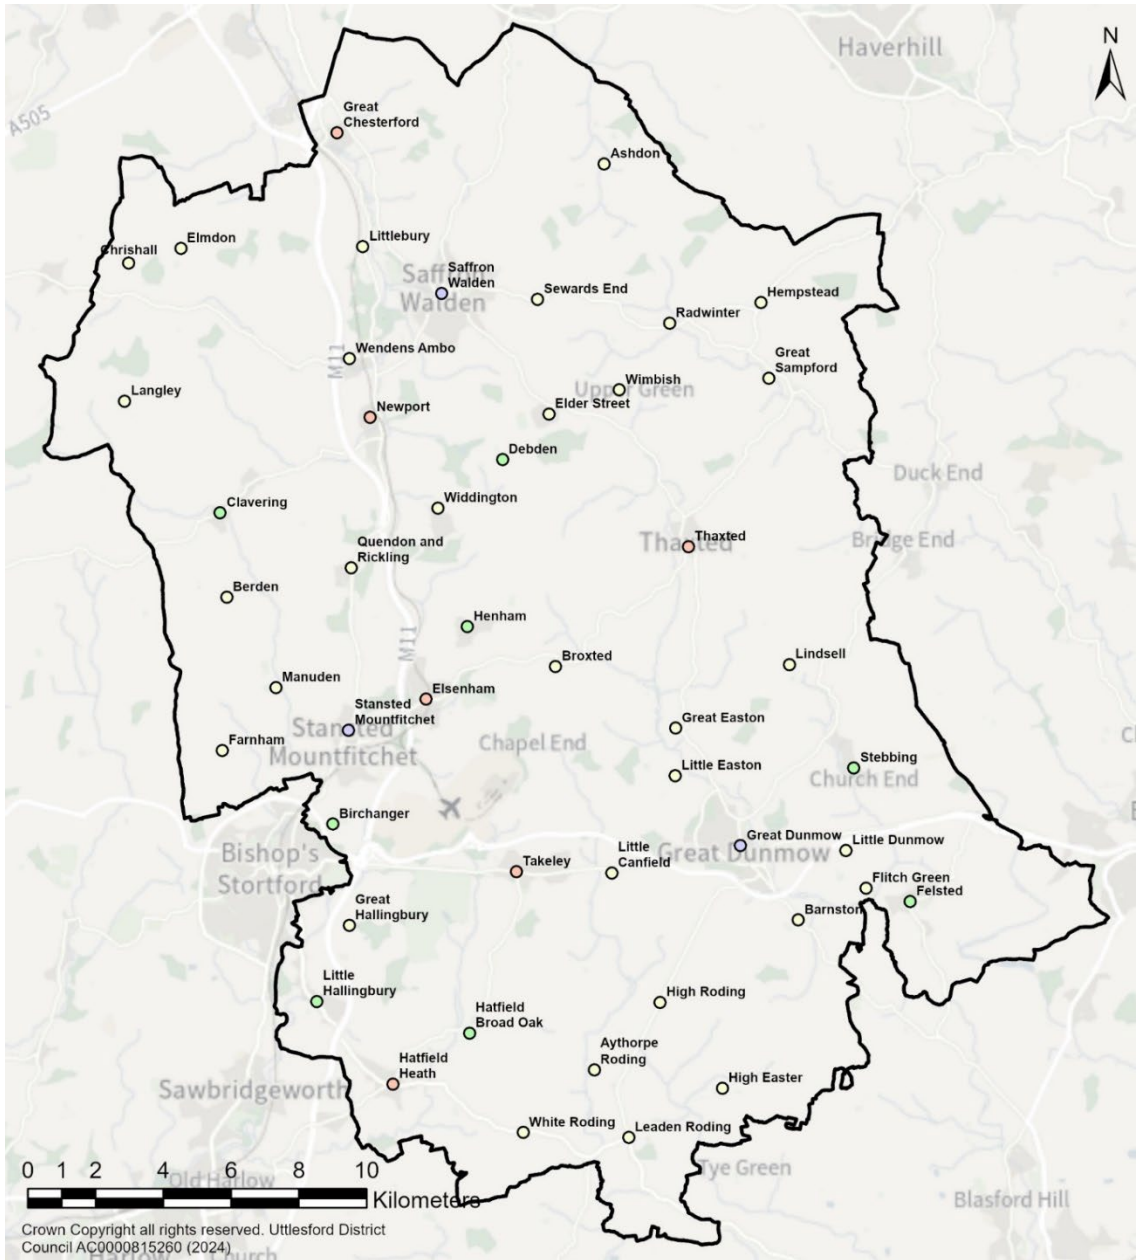 Haverhill
N
A505
Great
Chesterford
Ashdon
Elmdon
Littlebury
Chrishall
Saffron
Walden
Saffron
Walden
Sewards End
Hempstead
Radwinter
Wendens Ambo
M11
Great
Sampford
Langley
Wimbish
Upper Green
Newport
Elder Street
Debden
Duck End
Clavering
Widdington
Thaxted
Thaxted
Bridge End
Quendon and
Rickling
Berden
Henham
M11
Broxted
Lindsell
Manuden
Elsenham
Stansted
Mountfitchet
Stansted
Mountfitchet
Great Easton
Farnham
Chapel End
Stebbing
Little Easton
Church End
Birchanger
Great Dunmow
Great Dunmow
Little Dunmow
Bishop's
Stortford
Takeley
Little
Canfield
Flitch Green
Felsted
Great
Hallingbury
Barnston
Little
Hallingbury
High Roding
Hatfield
Broad Oak
Aythorpe
Roding
Hatfield
Heath
Sawbridgeworth
High Easter
White Roding
Leaden Roding
Tye Green
Old Harlow
Blasford Hill
0 1 2 4 6 8 10
Kilometers
Crown Copyright all rights reserved. Uttlesford District
Council AC0000815260 (2024)
Harlow
Church